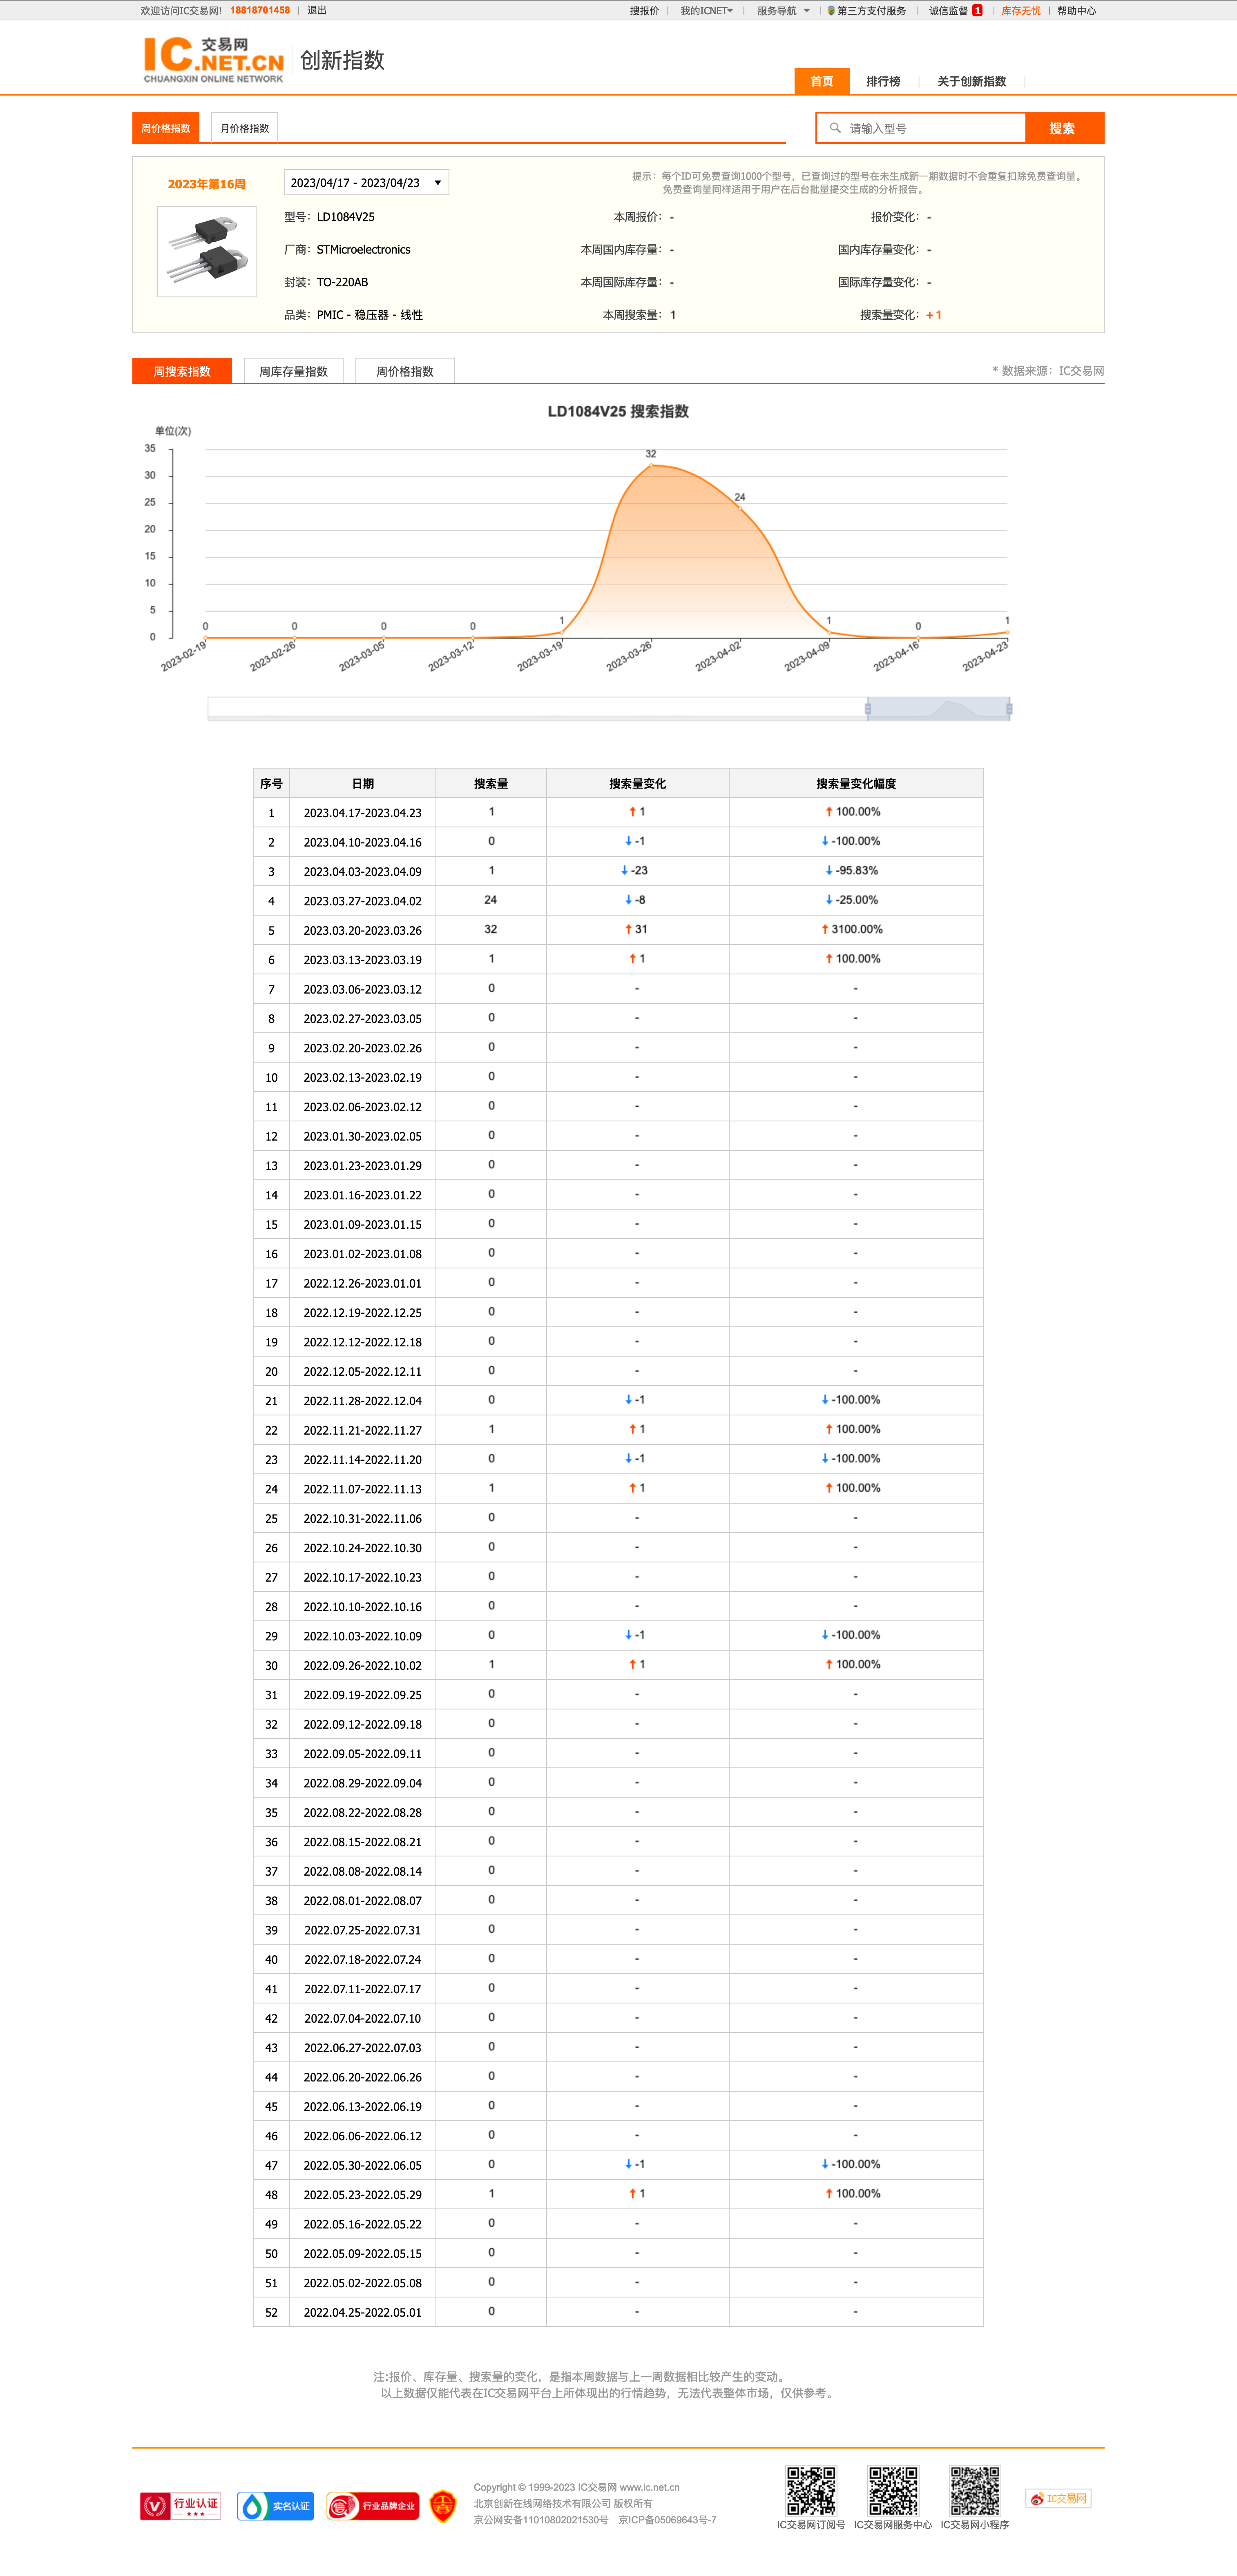 欢迎访问IC交易网! 18818701458 | 退出 搜报价 | 我的ICNET | 服务导航 | 第三方支付服务 | 诚信监督 1 | 库存无忧 | 帮助中心
IC 交易网 .NET.CN
CHUANGXIN ONLINE NETWORK
创新指数
首页 排行榜 关于创新指数
周价格指数 月价格指数 请输入型号 搜索
2023年第16周 2023/04/17 - 2023/04/23
提示：每个ID可免费查询1000个型号，已查询过的型号在未生成新一期数据时不会重复扣除免费查询量。
免费查询量同样适用于用户在后台批量提交生成的分析报告。
型号：LD1084V25 本周报价：- 报价变化：-
厂商：STMicroelectronics 本周国内库存量：- 国内库存量变化：-
封装：TO-220AB 本周国际库存量：- 国际库存量变化：-
品类：PMIC - 稳压器 - 线性 本周搜索量：1 搜索量变化：+1
周搜索指数 周库存量指数 周价格指数 * 数据来源：IC交易网
LD1084V25 搜索指数
单位(次)
35
30
25
20
15
10
5
0
0 0 0 0 1 32 24 1 0 1
2023-02-19 2023-02-26 2023-03-05 2023-03-12 2023-03-19 2023-03-26 2023-04-02 2023-04-09 2023-04-16 2023-04-23
序号 日期 搜索量 搜索量变化 搜索量变化幅度
1 2023.04.17-2023.04.23 1 ↑ 1 ↑ 100.00%
2 2023.04.10-2023.04.16 0 ↓ -1 ↓ -100.00%
3 2023.04.03-2023.04.09 1 ↓ -23 ↓ -95.83%
4 2023.03.27-2023.04.02 24 ↓ -8 ↓ -25.00%
5 2023.03.20-2023.03.26 32 ↑ 31 ↑ 3100.00%
6 2023.03.13-2023.03.19 1 ↑ 1 ↑ 100.00%
7 2023.03.06-2023.03.12 0 - -
8 2023.02.27-2023.03.05 0 - -
9 2023.02.20-2023.02.26 0 - -
10 2023.02.13-2023.02.19 0 - -
11 2023.02.06-2023.02.12 0 - -
12 2023.01.30-2023.02.05 0 - -
13 2023.01.23-2023.01.29 0 - -
14 2023.01.16-2023.01.22 0 - -
15 2023.01.09-2023.01.15 0 - -
16 2023.01.02-2023.01.08 0 - -
17 2022.12.26-2023.01.01 0 - -
18 2022.12.19-2022.12.25 0 - -
19 2022.12.12-2022.12.18 0 - -
20 2022.12.05-2022.12.11 0 - -
21 2022.11.28-2022.12.04 0 ↓ -1 ↓ -100.00%
22 2022.11.21-2022.11.27 1 ↑ 1 ↑ 100.00%
23 2022.11.14-2022.11.20 0 ↓ -1 ↓ -100.00%
24 2022.11.07-2022.11.13 1 ↑ 1 ↑ 100.00%
25 2022.10.31-2022.11.06 0 - -
26 2022.10.24-2022.10.30 0 - -
27 2022.10.17-2022.10.23 0 - -
28 2022.10.10-2022.10.16 0 - -
29 2022.10.03-2022.10.09 0 ↓ -1 ↓ -100.00%
30 2022.09.26-2022.10.02 1 ↑ 1 ↑ 100.00%
31 2022.09.19-2022.09.25 0 - -
32 2022.09.12-2022.09.18 0 - -
33 2022.09.05-2022.09.11 0 - -
34 2022.08.29-2022.09.04 0 - -
35 2022.08.22-2022.08.28 0 - -
36 2022.08.15-2022.08.21 0 - -
37 2022.08.08-2022.08.14 0 - -
38 2022.08.01-2022.08.07 0 - -
39 2022.07.25-2022.07.31 0 - -
40 2022.07.18-2022.07.24 0 - -
41 2022.07.11-2022.07.17 0 - -
42 2022.07.04-2022.07.10 0 - -
43 2022.06.27-2022.07.03 0 - -
44 2022.06.20-2022.06.26 0 - -
45 2022.06.13-2022.06.19 0 - -
46 2022.06.06-2022.06.12 0 - -
47 2022.05.30-2022.06.05 0 ↓ -1 ↓ -100.00%
48 2022.05.23-2022.05.29 1 ↑ 1 ↑ 100.00%
49 2022.05.16-2022.05.22 0 - -
50 2022.05.09-2022.05.15 0 - -
51 2022.05.02-2022.05.08 0 - -
52 2022.04.25-2022.05.01 0 - -
注:报价、库存量、搜索量的变化，是指本周数据与上一周数据相比较产生的变动。
以上数据仅能代表在IC交易网平台上所体现出的行情趋势，无法代表整体市场，仅供参考。
行业认证 实名认证 行业品牌企业
Copyright © 1999-2023 IC交易网 www.ic.net.cn
北京创新在线网络技术有限公司 版权所有
京公网安备11010802021530号 京ICP备05069643号-7
IC交易网订阅号 IC交易网服务中心 IC交易网小程序
IC交易网